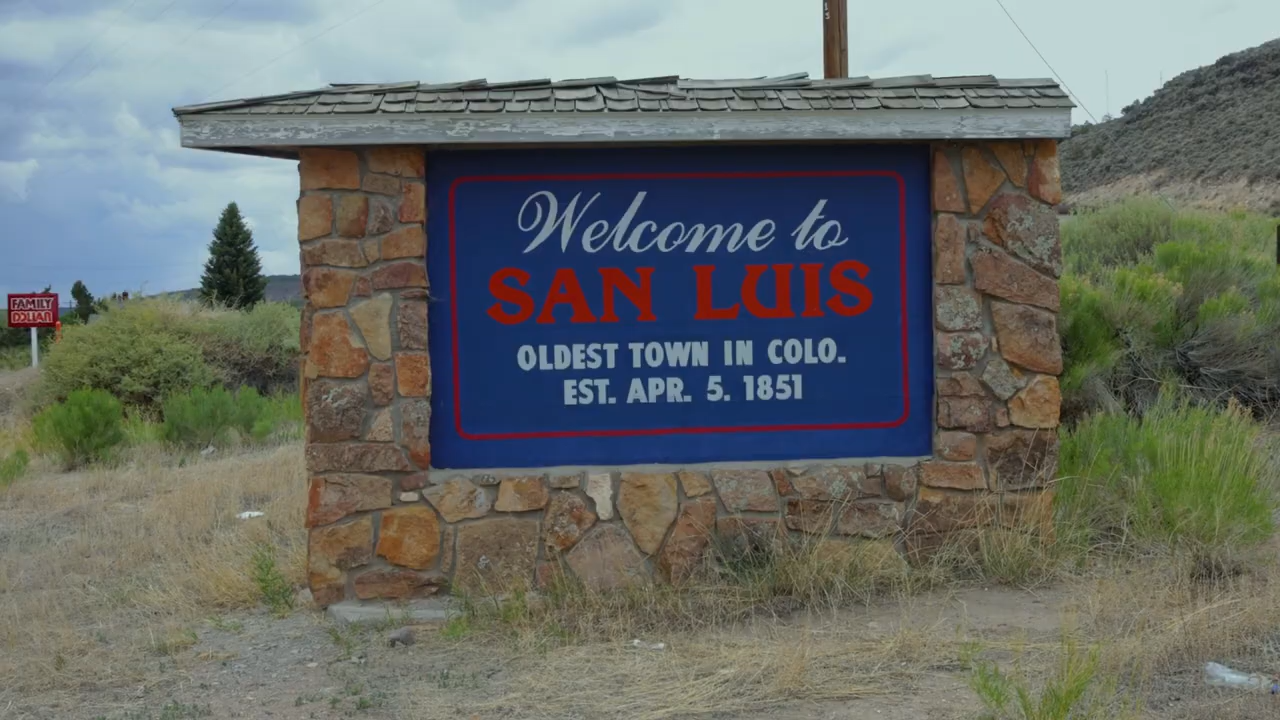 Welcome to
SAN LUIS
OLDEST TOWN IN COLO.
EST. APR. 5. 1851
FAMILY
DOLLAR